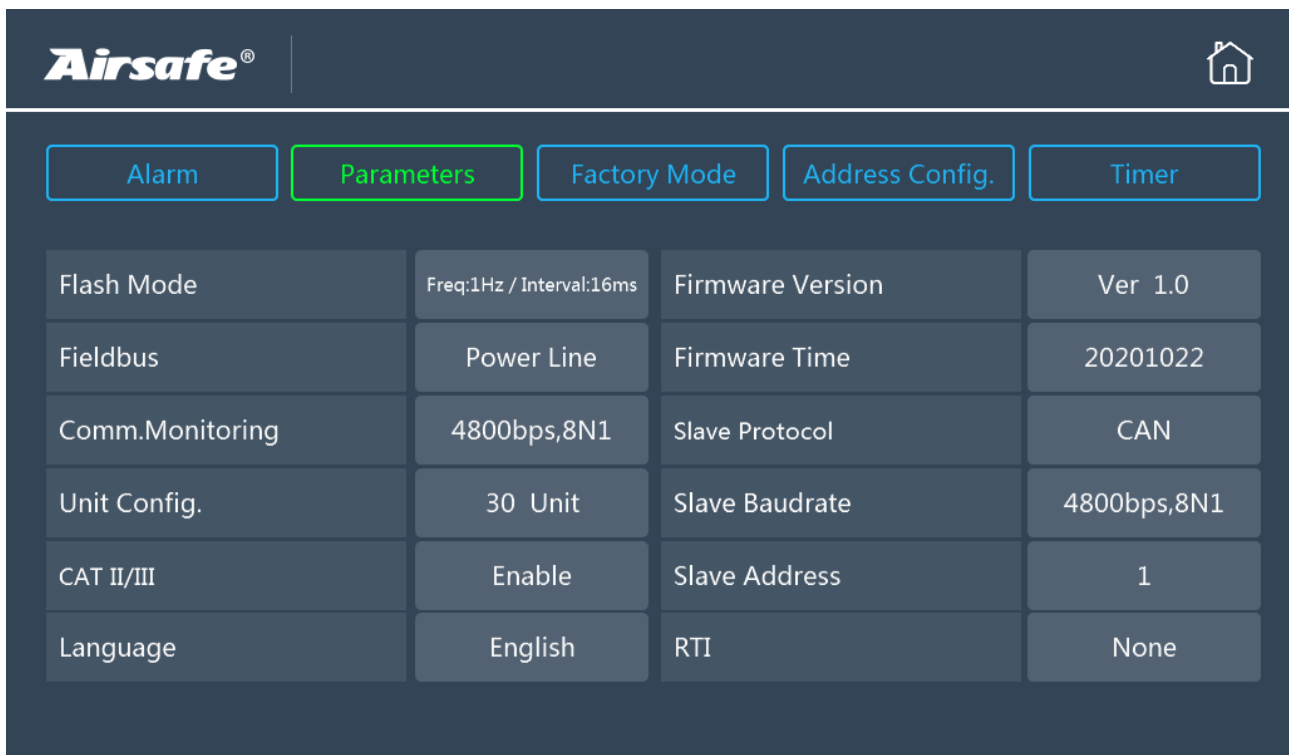 Airsafe®
Alarm Parameters Factory Mode Address Config. Timer
Flash Mode Freq:1Hz / Interval:16ms Firmware Version Ver 1.0
Fieldbus Power Line Firmware Time 20201022
Comm.Monitoring 4800bps,8N1 Slave Protocol CAN
Unit Config. 30 Unit Slave Baudrate 4800bps,8N1
CAT II/III Enable Slave Address 1
Language English RTI None